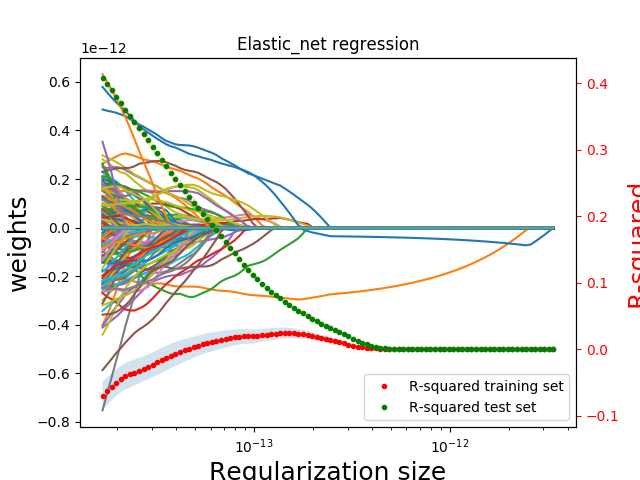 Elastic_net regression
1e−12
0.6
0.4
0.2
0.0
−0.2
−0.4
−0.6
−0.8
weights
0.4
0.3
0.2
0.1
0.0
−0.1
R-squared
R-squared training set
R-squared test set
10−13
10−12
Regularization size